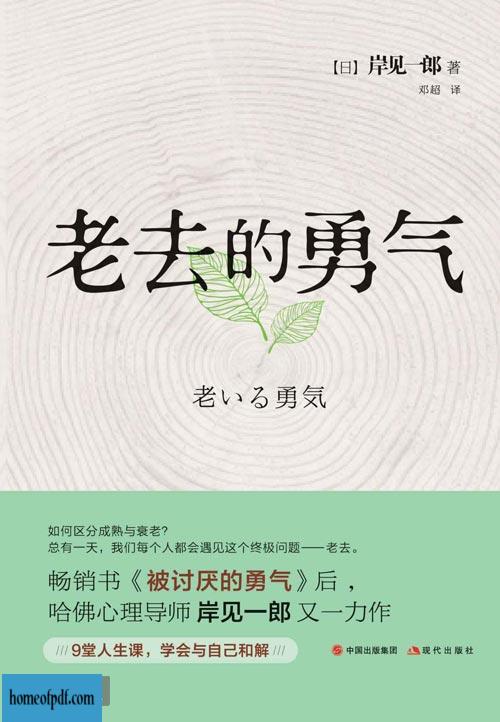 【日】岸见一郎 著
邓超 译
老去的勇气
老いる勇気
如何区分成熟与衰老?
总有一天，我们每个人都会遇见这个终极问题——老去。
畅销书《被讨厌的勇气》后，
哈佛心理导师 岸见一郎 又一力作
/// 9堂人生课，学会与自己和解 ///
中国出版集团 现代出版社
homeofpdf.com